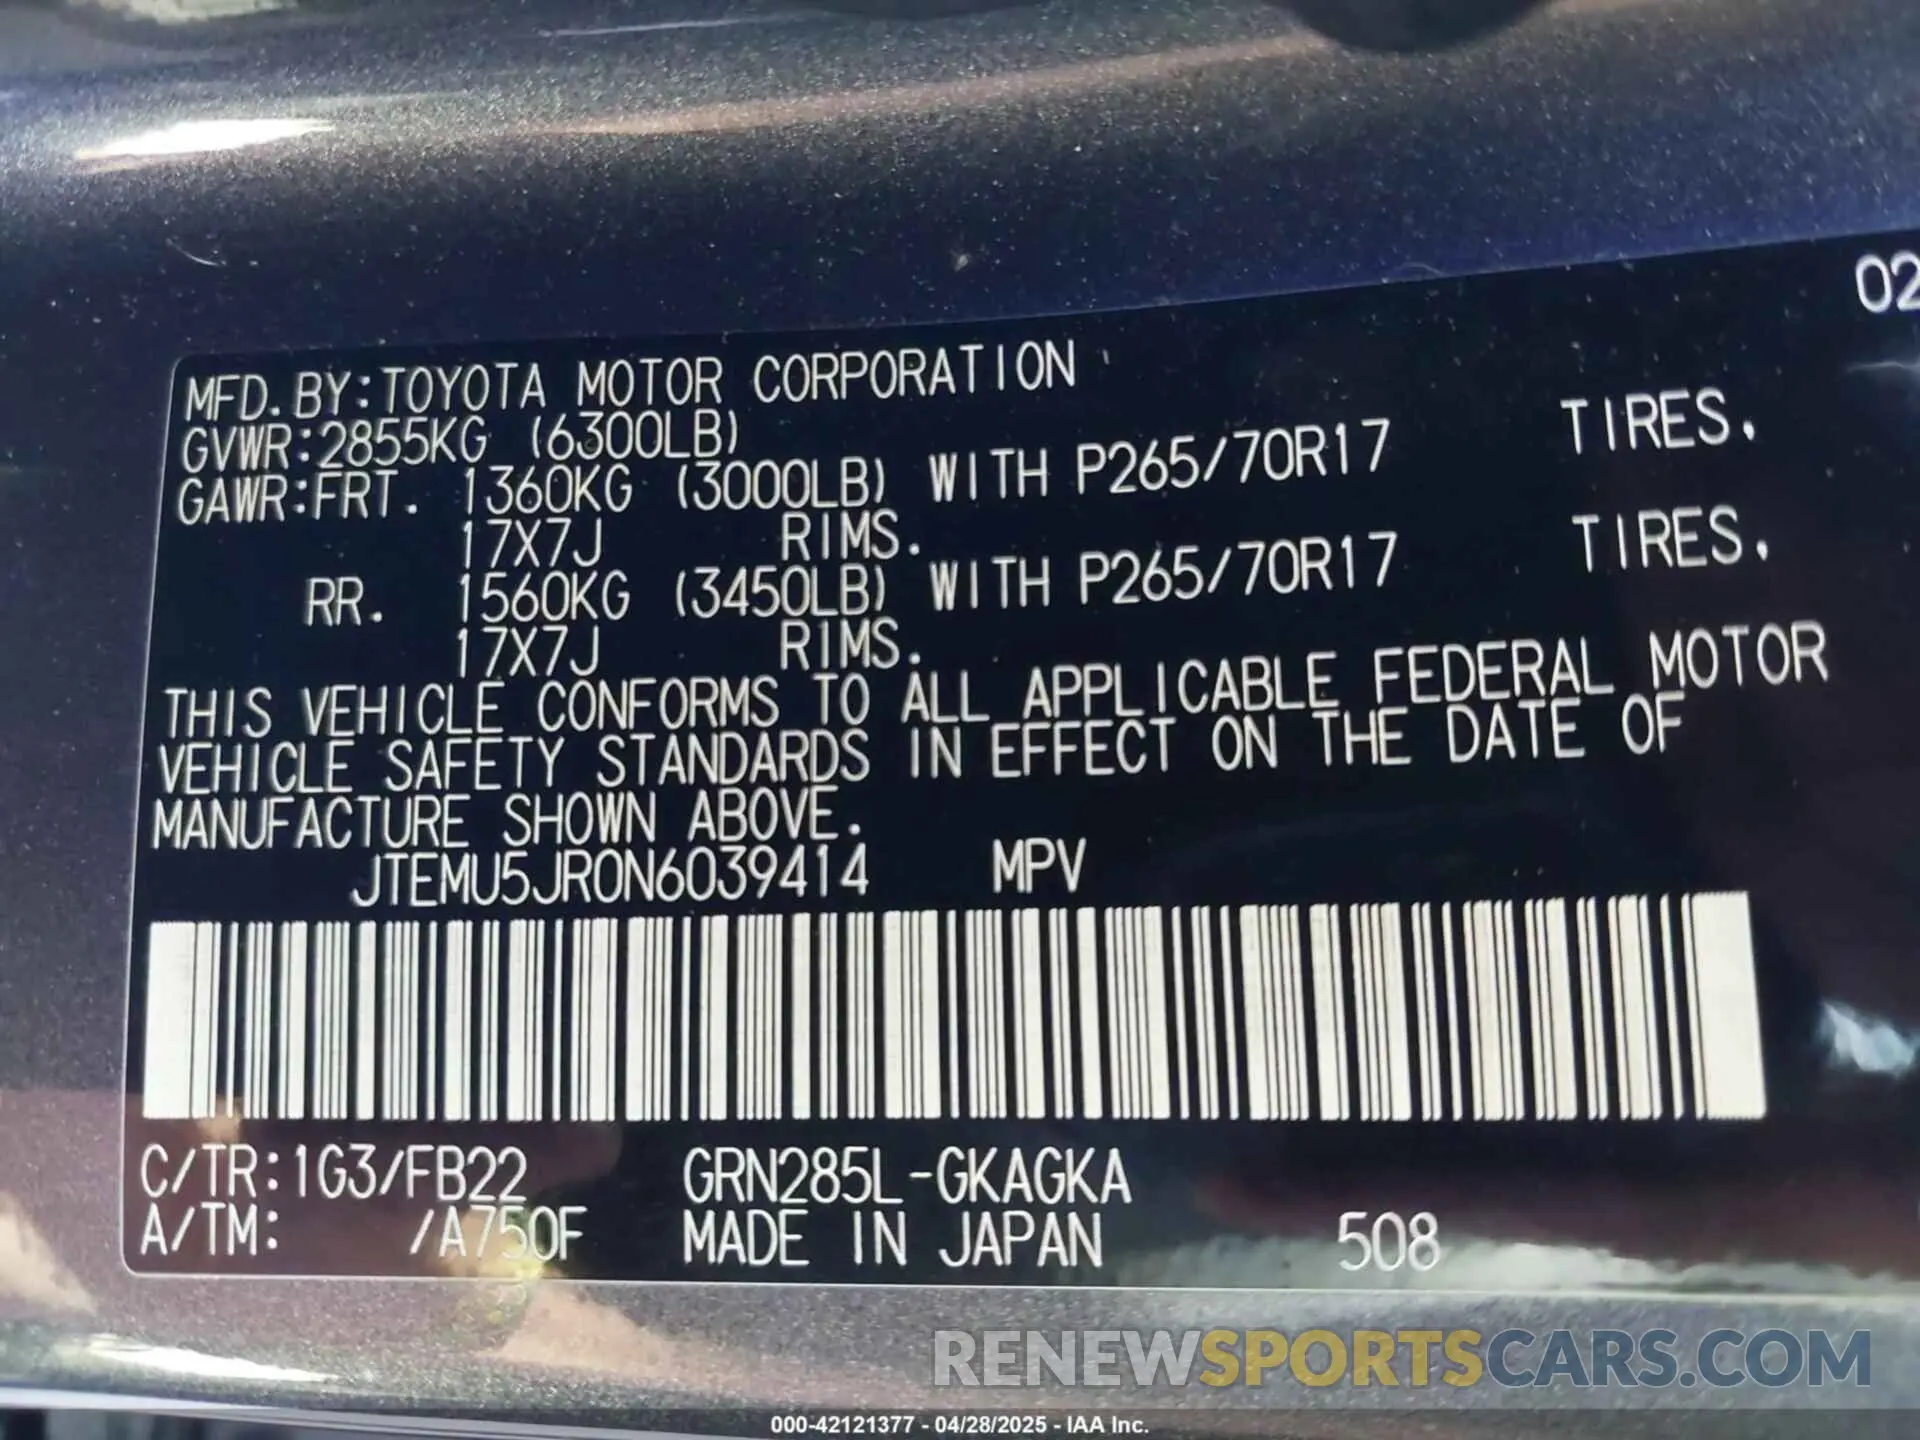 02
MFD. BY:TOYOTA MOTOR CORPORATION
GVWR:2855KG (6300LB)
GAWR:FRT. 1360KG (3000LB) WITH P265/70R17 TIRES.
17X7J RIMS.
RR. 1560KG (3450LB) WITH P265/70R17 TIRES.
17X7J RIMS.
THIS VEHICLE CONFORMS TO ALL APPLICABLE FEDERAL MOTOR
VEHICLE SAFETY STANDARDS IN EFFECT ON THE DATE OF
MANUFACTURE SHOWN ABOVE.
JTEMU5JR0N6039414 MPV
C/TR:1G3/FB22 GRN285L-GKAGKA
A/TM: /A750F MADE IN JAPAN 508
RENEWSPORTSCARS.COM
000-42121377 - 04/28/2025 - IAA Inc.